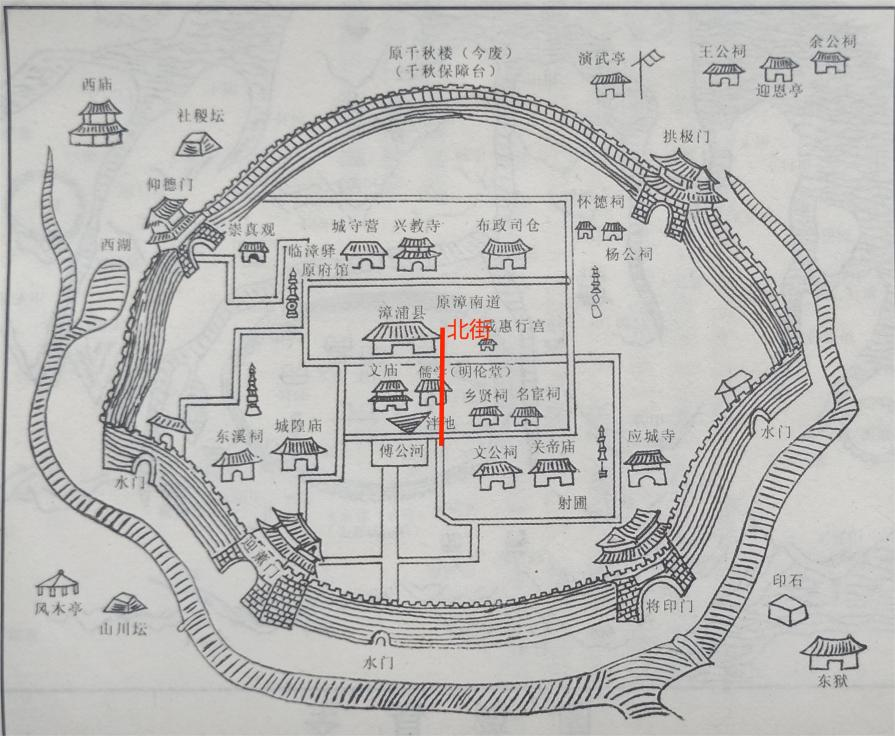 原千秋楼（今废）
（千秋保障台）
演武亭
王公祠
余公祠
迎恩亭
西庙
社稷坛
拱极门
仰德门
怀德祠
崇真观
城守营
兴教寺
布政司仓
西湖
临漳驿
原府馆
杨公祠
原漳南道
漳浦县
北街
惠行宫
文庙
儒学（明伦堂）
乡贤祠
名宦祠
泮池
东溪祠
城隍庙
傅公河
文公祠
关帝庙
应城寺
水门
水门
射圃
迎薰门
风木亭
山川坛
将印门
印石
水门
东狱